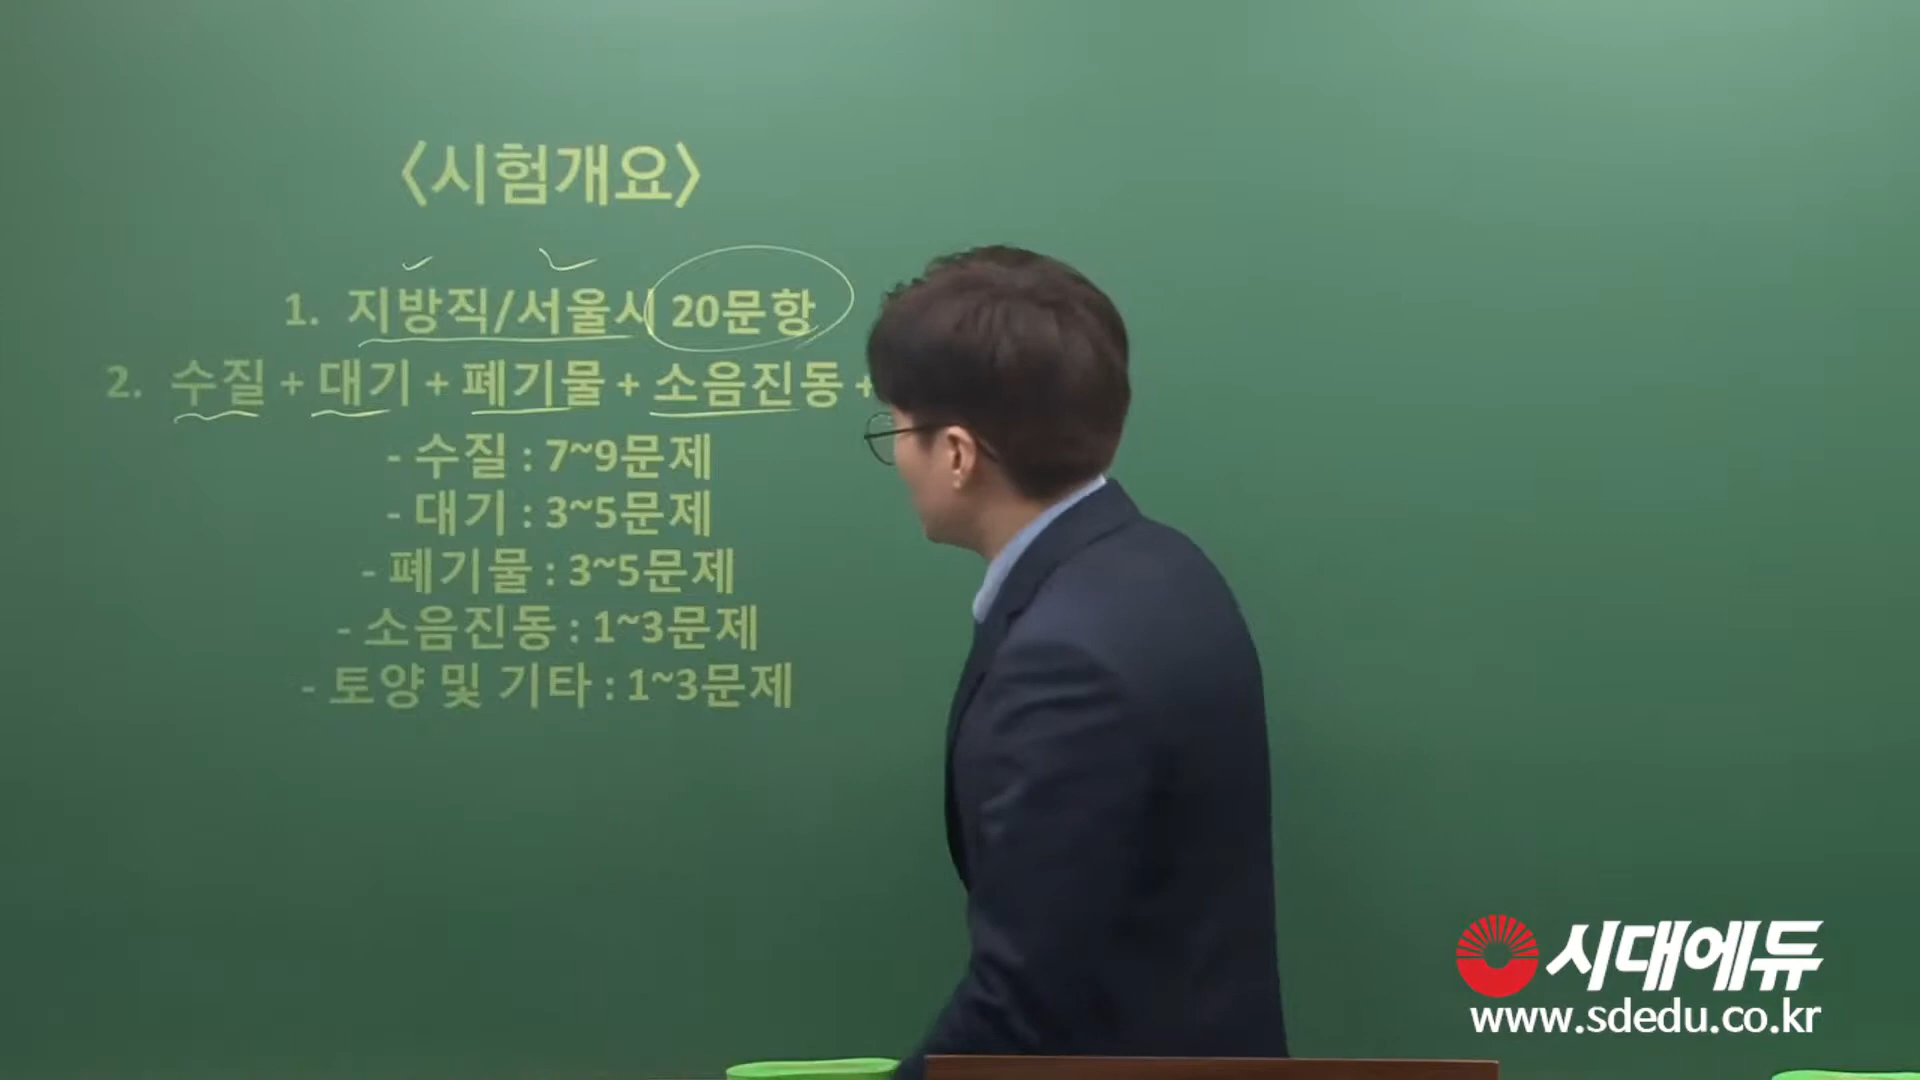 〈시험개요〉
1. 지방직/서울시 20문항
2. 수질 + 대기 + 폐기물 + 소음진동 +
- 수질 : 7~9문제
- 대기 : 3~5문제
- 폐기물 : 3~5문제
- 소음진동 : 1~3문제
- 토양 및 기타 : 1~3문제
시대에듀
www.sdedu.co.kr